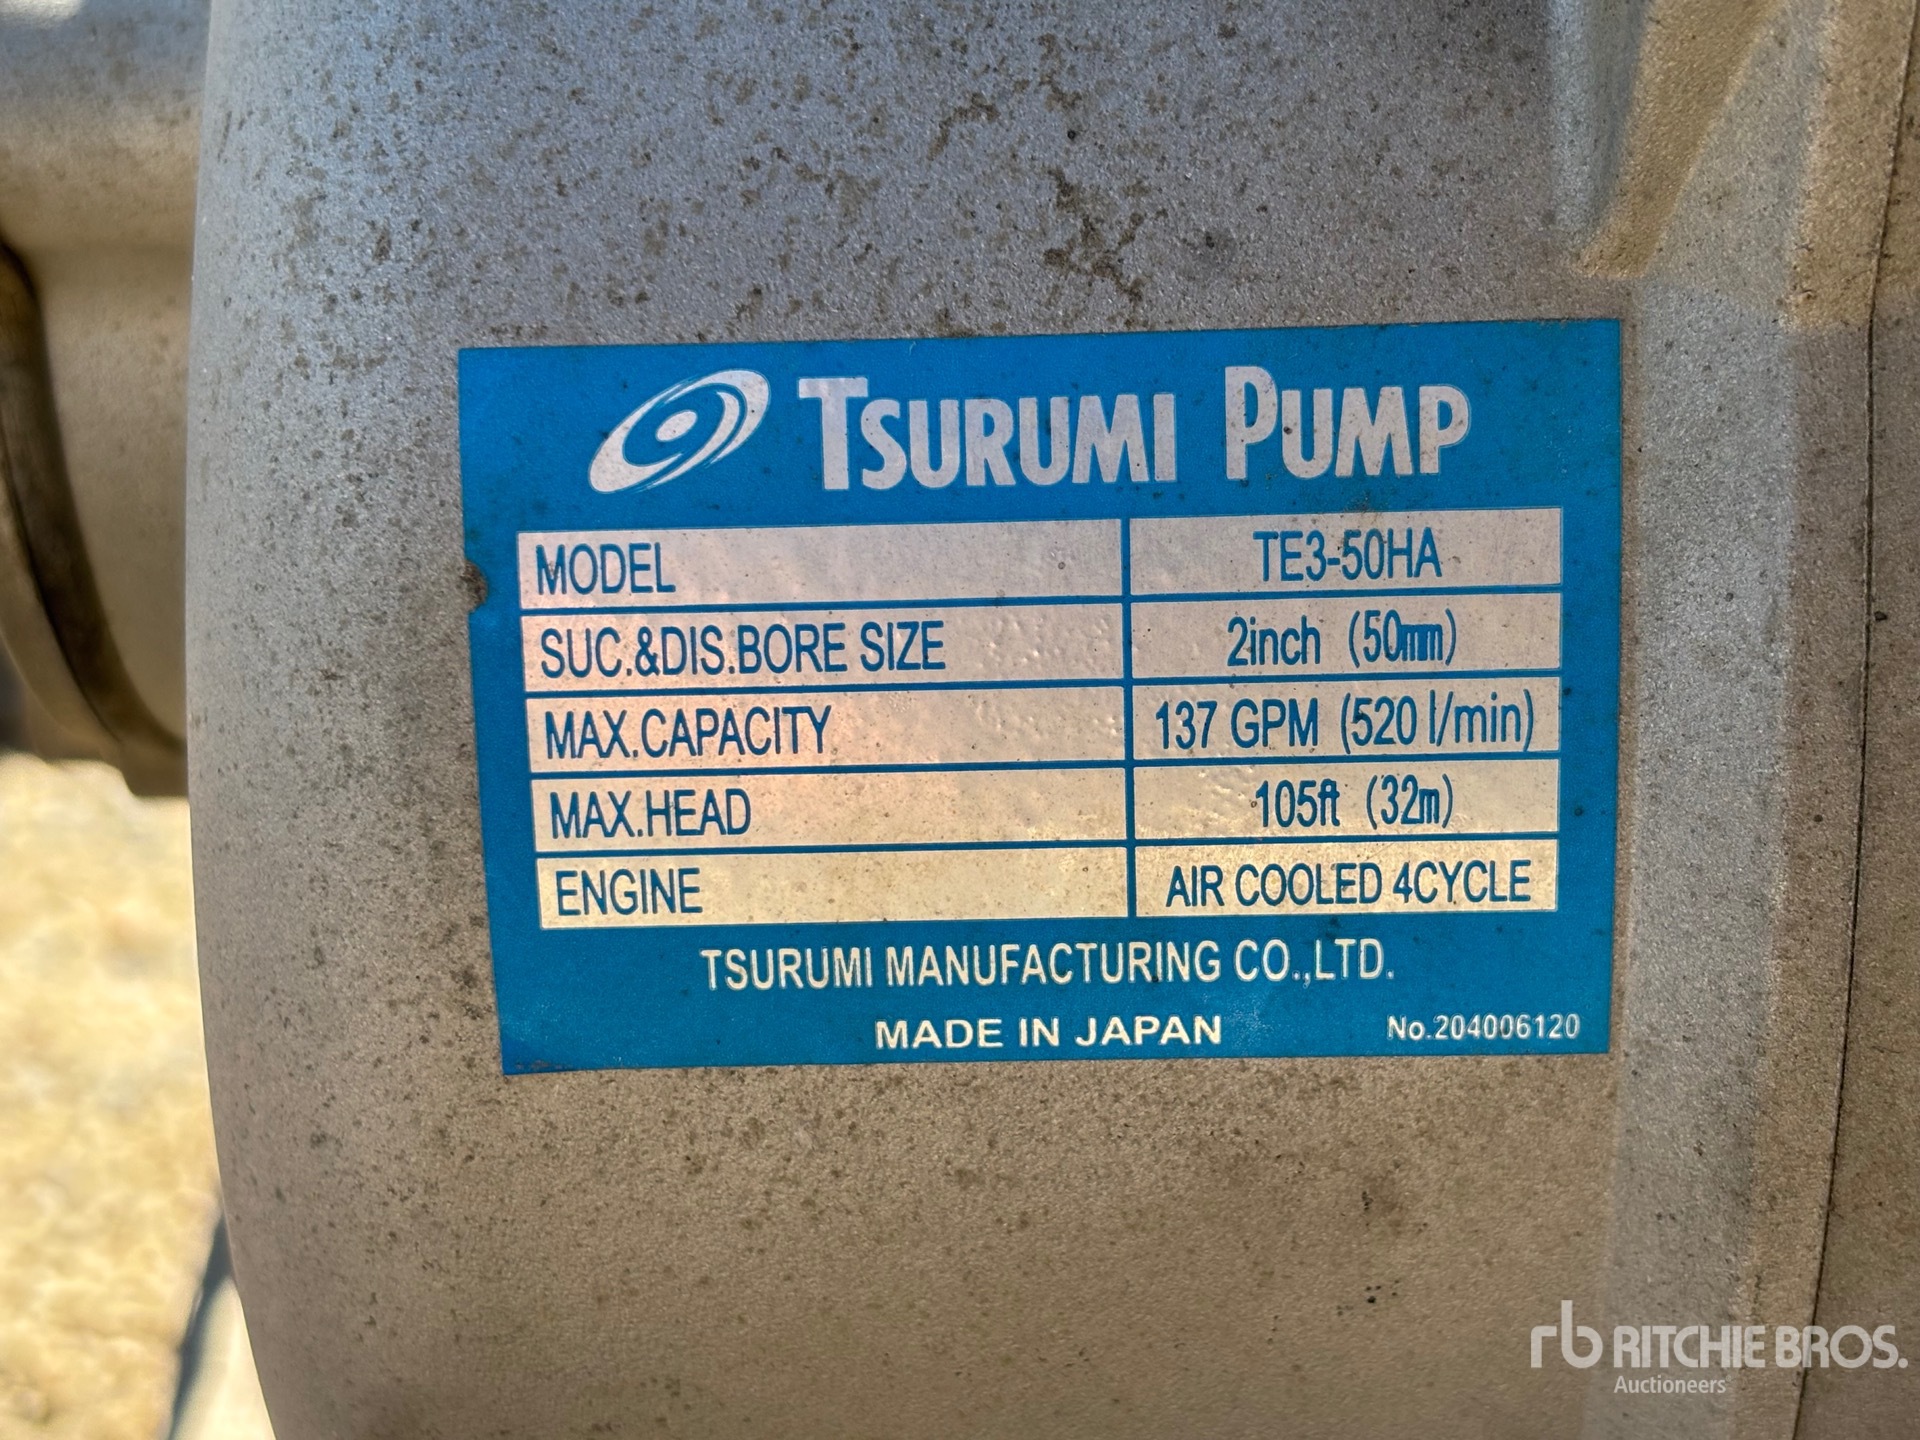 TSURUMI PUMP
MODEL TE3-50HA
SUC.&DIS.BORE SIZE 2inch (50mm)
MAX.CAPACITY 137 GPM (520 l/min)
MAX.HEAD 105ft (32m)
ENGINE AIR COOLED 4CYCLE
TSURUMI MANUFACTURING CO.,LTD.
MADE IN JAPAN No.204006120
rb RITCHIE BROS.
Auctioneers